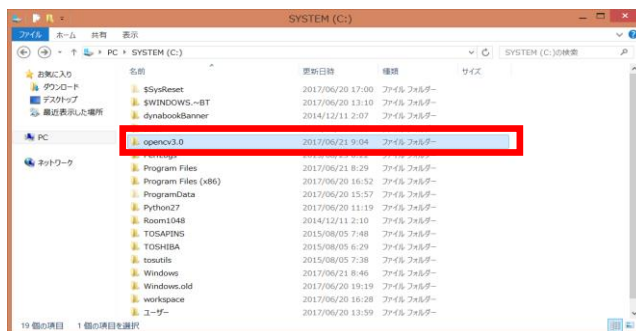 SYSTEM (C:)
ファイル ホーム 共有 表示
PC ▸ SYSTEM (C:) SYSTEM (C:)の検索
お気に入り
ダウンロード
デスクトップ
最近表示した場所
PC
ネットワーク
名前 更新日時 種類 サイズ
$SysReset 2017/06/20 17:00 ファイル フォルダー
$WINDOWS.~BT 2017/06/20 13:10 ファイル フォルダー
dynabookBanner 2014/12/11 2:07 ファイル フォルダー
opencv3.0 2017/06/21 9:04 ファイル フォルダー
Program Files 2017/06/21 8:29 ファイル フォルダー
Program Files (x86) 2017/06/20 16:52 ファイル フォルダー
ProgramData 2017/06/20 15:57 ファイル フォルダー
Python27 2017/06/20 11:19 ファイル フォルダー
Room1048 2014/12/11 2:10 ファイル フォルダー
TOSAPINS 2015/08/05 7:48 ファイル フォルダー
TOSHIBA 2015/08/05 6:29 ファイル フォルダー
tosutils 2015/08/05 7:38 ファイル フォルダー
Windows 2017/06/21 8:46 ファイル フォルダー
Windows.old 2017/06/20 19:19 ファイル フォルダー
workspace 2017/06/20 16:28 ファイル フォルダー
ユーザー 2017/06/20 13:59 ファイル フォルダー
19 個の項目 1 個の項目を選択